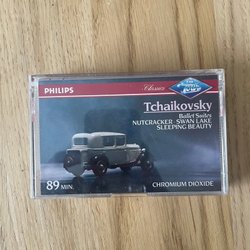 PHILIPS
Classics
Tchaikovsky
Ballet Suites
NUTCRACKER · SWAN LAKE
SLEEPING BEAUTY
89 MIN.
CHROMIUM DIOXIDE